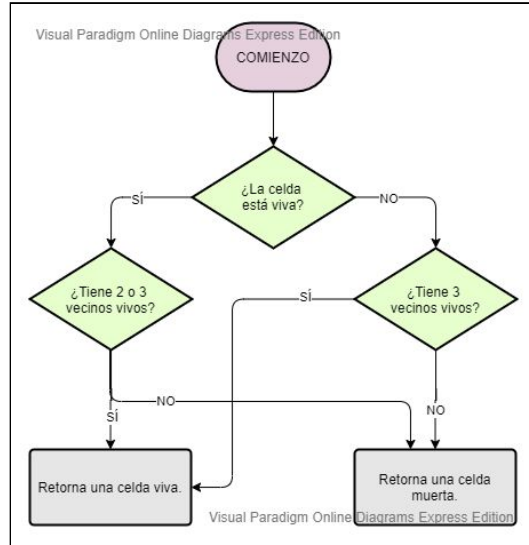 Visual Paradigm Online Diagrams Express Edition
COMIENZO
¿La celda
está viva?
SÍ
NO
¿Tiene 2 o 3
vecinos vivos?
SÍ
¿Tiene 3
vecinos vivos?
NO
SÍ
NO
Retorna una celda viva.
Retorna una celda
muerta.
Visual Paradigm Online Diagrams Express Edition